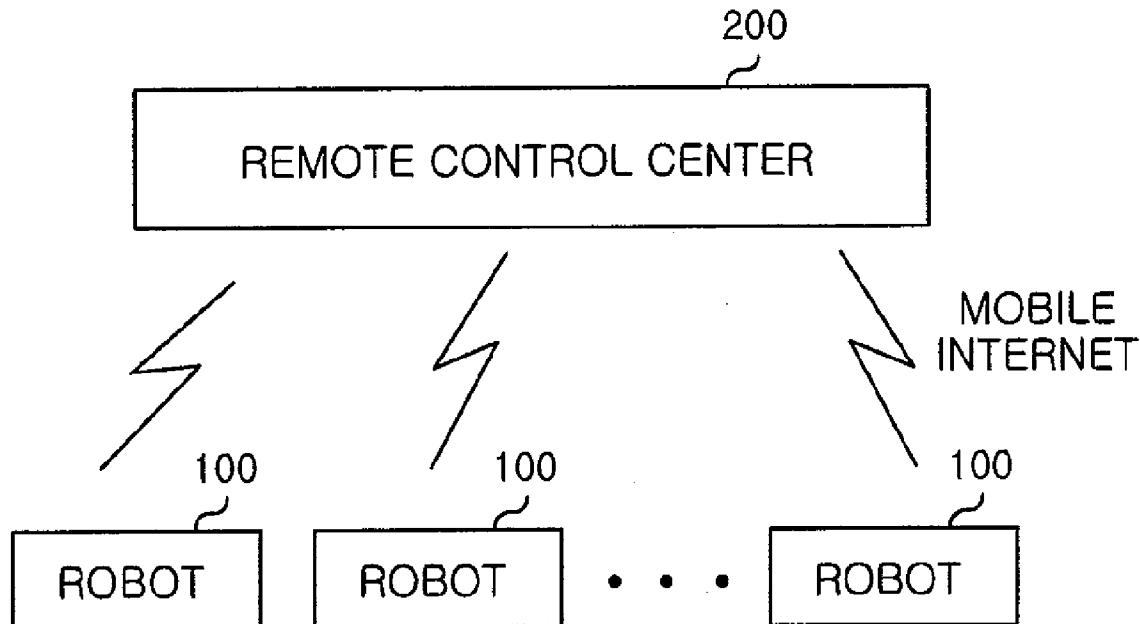 200
REMOTE CONTROL CENTER
MOBILE
INTERNET
100
100
100
ROBOT
ROBOT
ROBOT